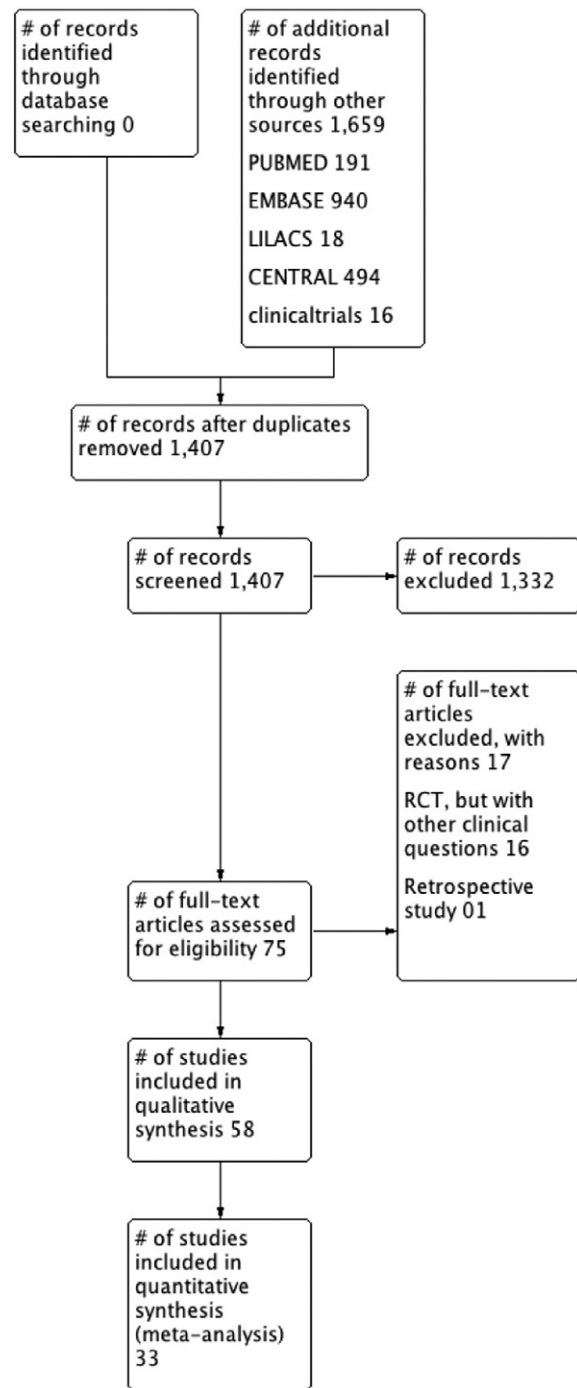 # of records
identified
through
database
searching 0
# of additional
records
identified
through other
sources 1,659
PUBMED 191
EMBASE 940
LILACS 18
CENTRAL 494
clinicaltrials 16
# of records after duplicates
removed 1,407
# of records
screened 1,407
# of records
excluded 1,332
# of full-text
articles
excluded, with
reasons 17
RCT, but with
other clinical
questions 16
Retrospective
study 01
# of full-text
articles assessed
for eligibility 75
# of studies
included in
qualitative
synthesis 58
# of studies
included in
quantitative
synthesis
(meta-analysis)
33